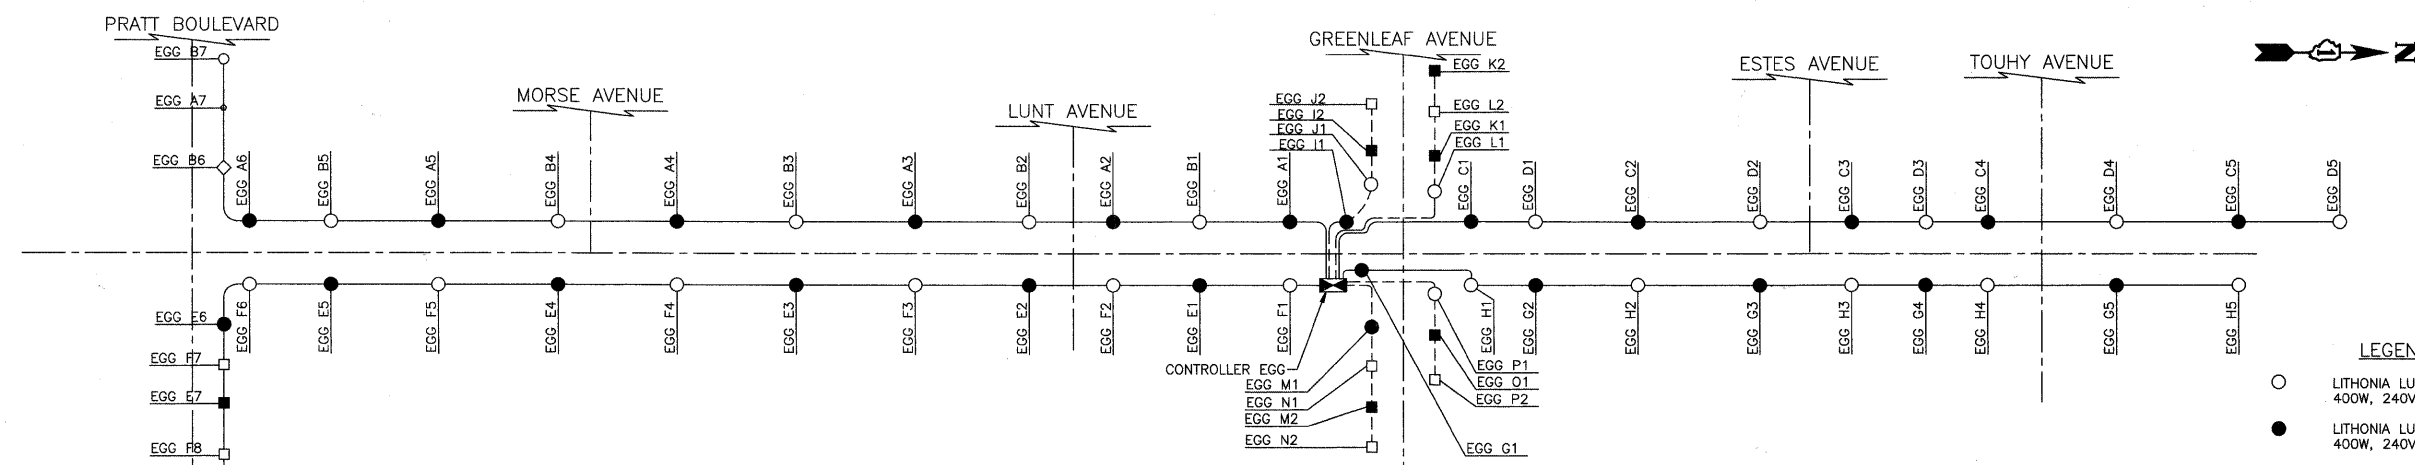 PRATT BOULEVARD
GREENLEAF AVENUE
ESTES AVENUE
TOUHY AVENUE
MORSE AVENUE
LUNT AVENUE
1
N
EGG B7
EGG A7
EGG B6
EGG K2
EGG L2
EGG K1
EGG L1
EGG J2
EGG I2
EGG J1
EGG I1
EGG A6
EGG B5
EGG A5
EGG B4
EGG A4
EGG B3
EGG A3
EGG B2
EGG A2
EGG B1
EGG A1
EGG C1
EGG D1
EGG C2
EGG D2
EGG C3
EGG D3
EGG C4
EGG D4
EGG C5
EGG D5
EGG F6
EGG E5
EGG F5
EGG E4
EGG F4
EGG E3
EGG F3
EGG E2
EGG F2
EGG E1
EGG F1
EGG H1
EGG G2
EGG H2
EGG G3
EGG H3
EGG G4
EGG H4
EGG G5
EGG H5
EGG E6
EGG F7
EGG E7
EGG F8
CONTROLLER EGG
EGG M1
EGG N1
EGG M2
EGG N2
EGG P1
EGG O1
EGG P2
EGG G1
LEGEN
LITHONIA LU
400W, 240V
LITHONIA LU
400W, 240V